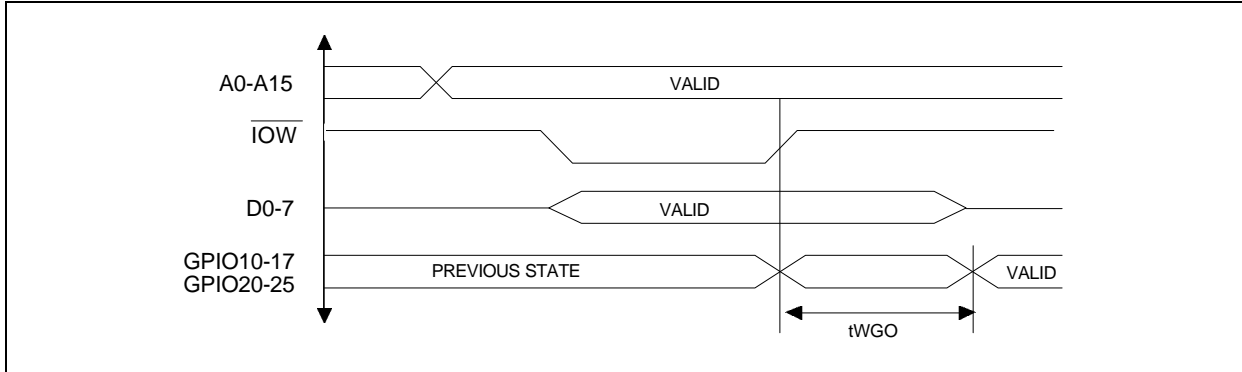 A0-A15
VALID
IOW
D0-7
VALID
GPIO10-17
GPIO20-25
PREVIOUS STATE
VALID
tWGO